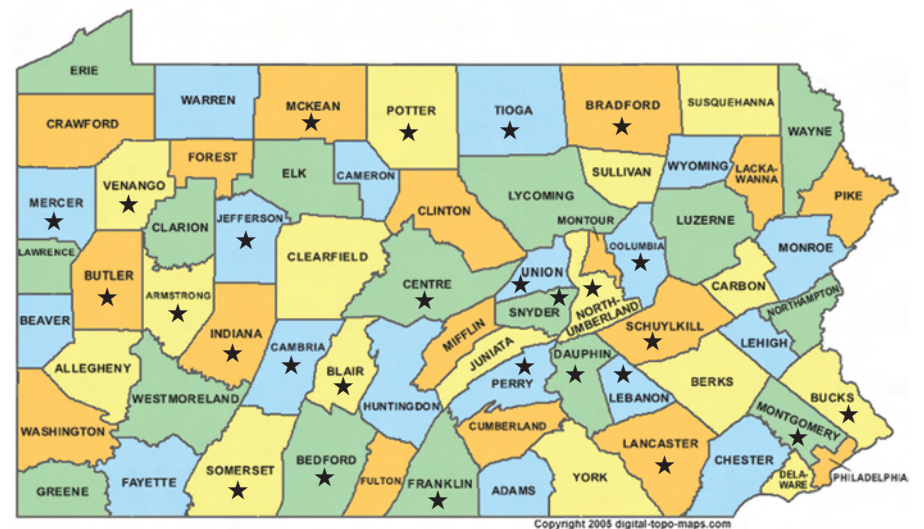 ERIE
WARREN
MCKEAN
POTTER
TIOGA
BRADFORD
SUSQUEHANNA
WAYNE
CRAWFORD
FOREST
ELK
CAMERON
SULLIVAN
WYOMING
LACKA-
WANNA
PIKE
MERCER
VENANGO
CLARION
JEFFERSON
CLINTON
LYCOMING
MONTOUR
COLUMBIA
LUZERNE
MONROE
LAWRENCE
BUTLER
ARMSTRONG
CLEARFIELD
CENTRE
UNION
SNYDER
NORTH-
UMBERLAND
CARBON
NORTHAMPTON
BEAVER
INDIANA
CAMBRIA
BLAIR
MIFFLIN
JUNIATA
SCHUYLKILL
LEHIGH
ALLEGHENY
WESTMORELAND
HUNTINGDON
PERRY
DAUPHIN
LEBANON
BERKS
BUCKS
MONTGOMERY
WASHINGTON
CUMBERLAND
LANCASTER
CHESTER
DELA-
WARE
PHILADELPHIA
GREENE
FAYETTE
SOMERSET
BEDFORD
FULTON
FRANKLIN
ADAMS
YORK
Copyright 2005 digital-topo-maps.com